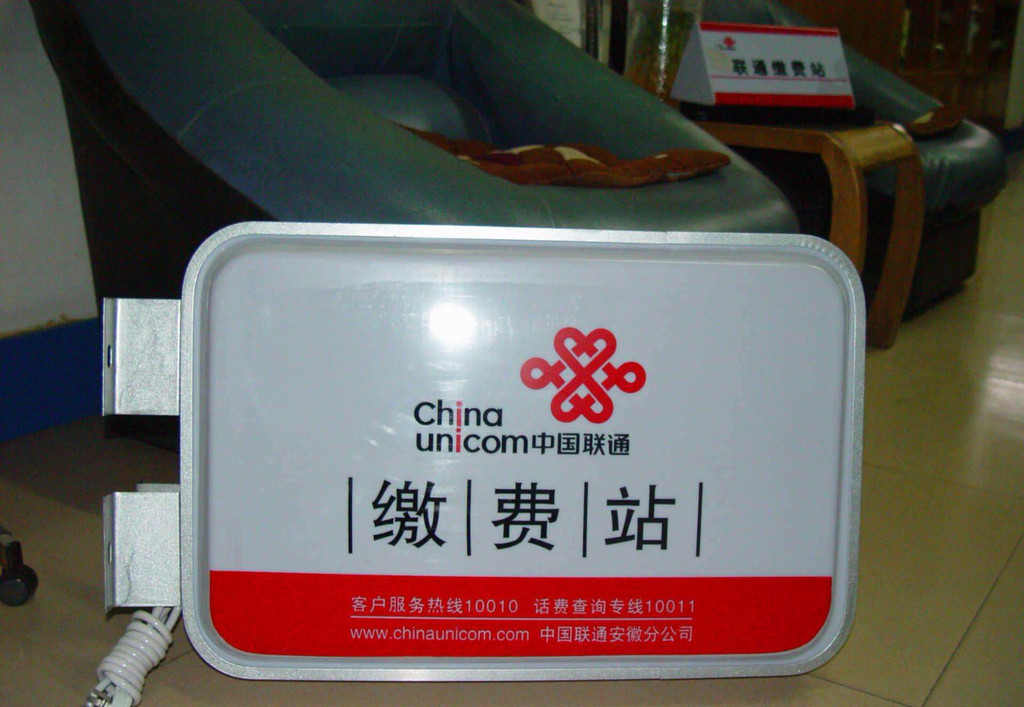 联通缴费站
China
unicom中国联通
缴 费 站
客户服务热线10010 话费查询专线10011
www.chinaunicom.com 中国联通安徽分公司